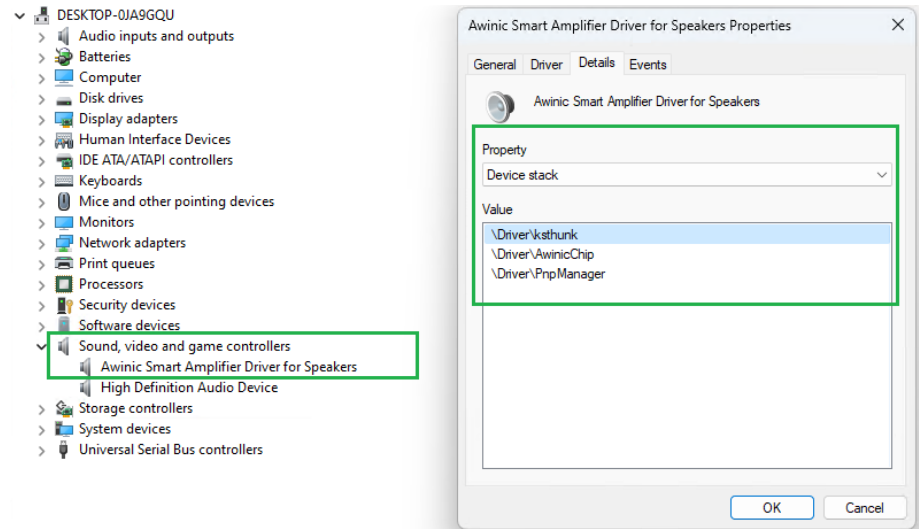 DESKTOP-0JA9GQU
Audio inputs and outputs
Batteries
Computer
Disk drives
Display adapters
Human Interface Devices
IDE ATA/ATAPI controllers
Keyboards
Mice and other pointing devices
Monitors
Network adapters
Print queues
Processors
Security devices
Software devices
Sound, video and game controllers
Awinic Smart Amplifier Driver for Speakers
High Definition Audio Device
Storage controllers
System devices
Universal Serial Bus controllers
Awinic Smart Amplifier Driver for Speakers Properties
General Driver Details Events
Awinic Smart Amplifier Driver for Speakers
Property
Device stack
Value
\Driver\ksthunk
\Driver\AwinicChip
\Driver\PnpManager
OK Cancel